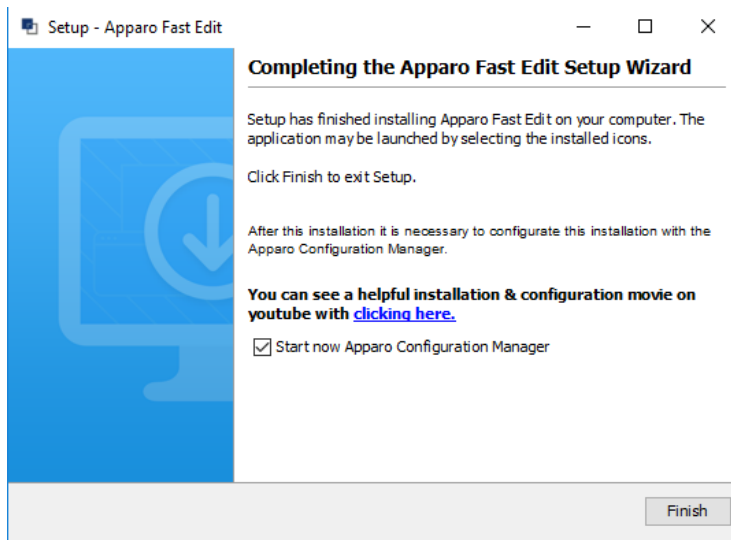 Setup - Apparo Fast Edit
Completing the Apparo Fast Edit Setup Wizard
Setup has finished installing Apparo Fast Edit on your computer. The
application may be launched by selecting the installed icons.
Click Finish to exit Setup.
After this installation it is necessary to configurate this installation with the
Apparo Configuration Manager.
You can see a helpful installation & configuration movie on
youtube with clicking here.
Start now Apparo Configuration Manager
Finish